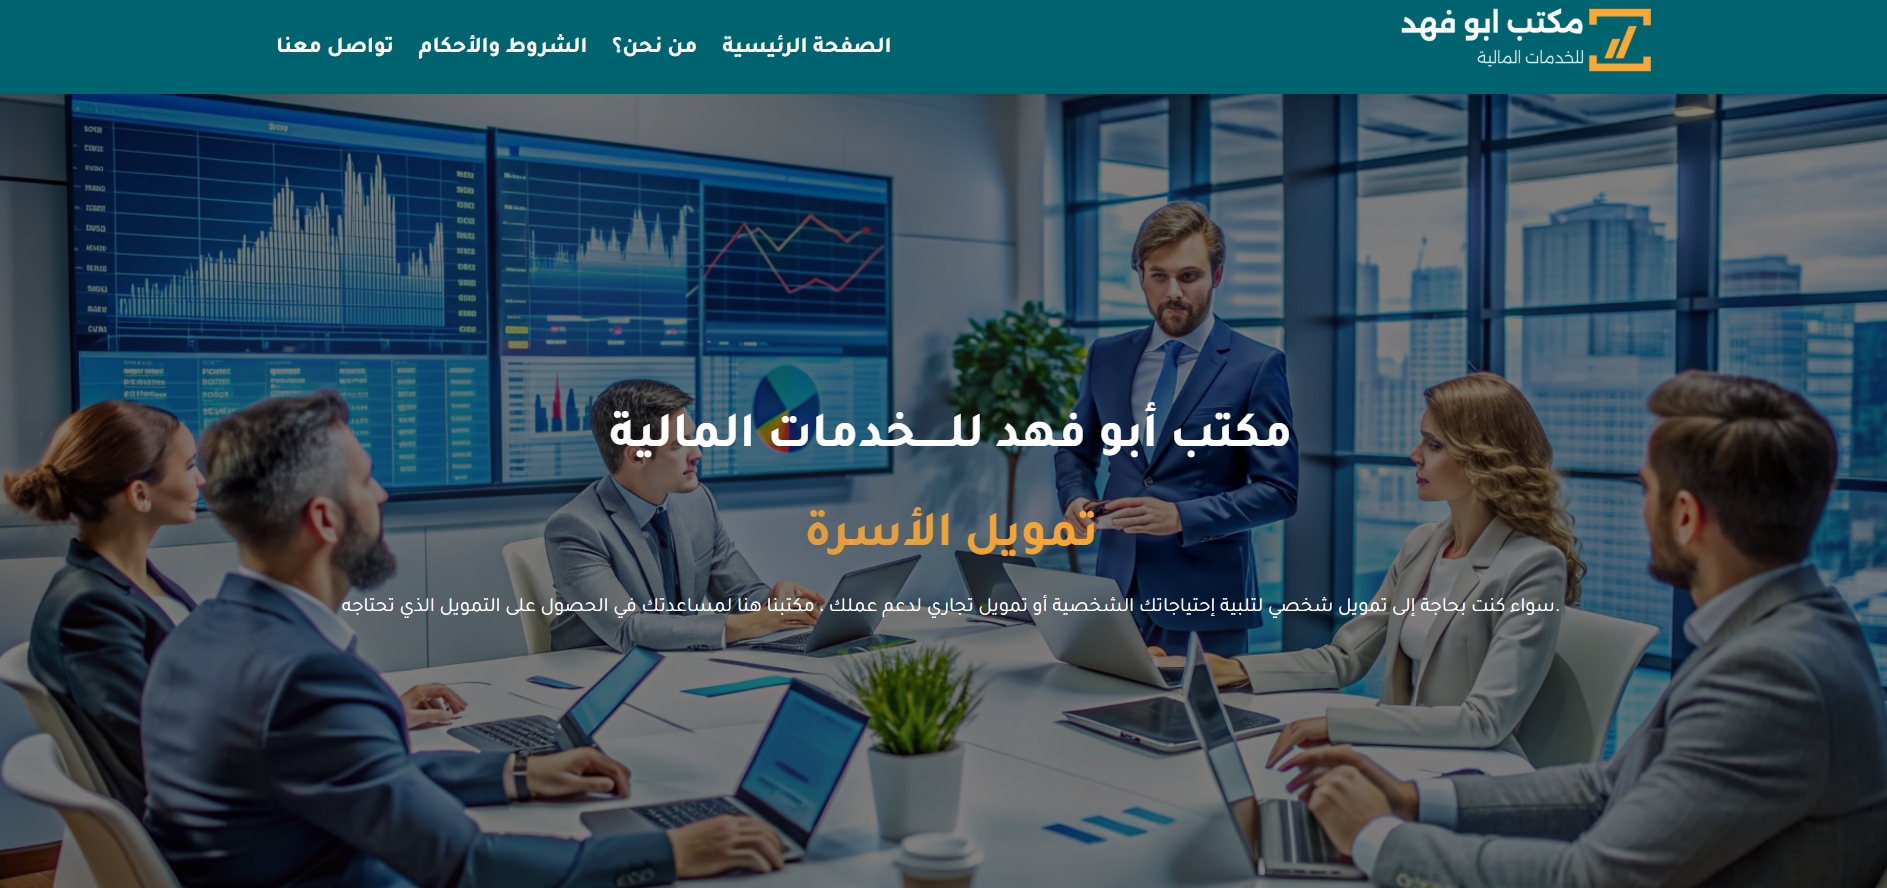 مكتب ابو فهد
للخدمات المالية
الصفحة الرئيسية
من نحن؟
الشروط والأحكام
تواصل معنا
مكتب أبو فهد للـــخدمات المالية
تمويل الأسرة
سواء كنت بحاجة إلى تمويل شخصي لتلبية إحتياجاتك الشخصية أو تمويل تجاري لدعم عملك ، مكتبنا هنا لمساعدتك في الحصول على التمويل الذي تحتاجه.